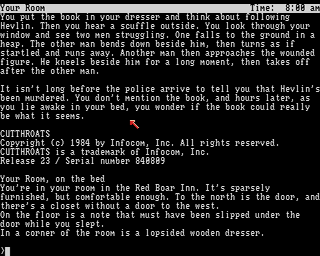 Your Room Time: 8:00 am
You put the book in your dresser and think about following
Hevlin. Then you hear a scuffle outside. You look through your
window and see two men struggling. One falls to the ground in a
heap. The other man bends down beside him, then turns as if
startled and runs away. Another man then approaches the wounded
figure. He kneels beside him for a long moment, then takes off
after the other man.
It isn't long before the police arrive to tell you that Hevlin's
been murdered. You don't mention the book, and hours later, as
you lie awake in your bed, you wonder if the book could really
be what it seems.
CUTTHROATS
Copyright (c) 1984 by Infocom, Inc. All rights reserved.
CUTTHROATS is a trademark of Infocom, Inc.
Release 23 / Serial number 840809
Your Room, on the bed
You're in your room in the Red Boar Inn. It's sparsely
furnished, but comfortable enough. To the north is the door, and
there's a closet without a door to the west.
On the floor is a note that must have been slipped under the
door while you slept.
In a corner of the room is a lopsided wooden dresser.
>